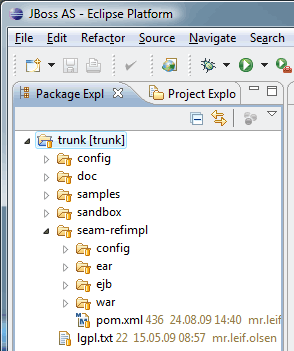 JBoss AS - Eclipse Platform
File Edit Refactor Source Navigate Search
Package Expl Project Explo
trunk [trunk]
config
doc
samples
sandbox
seam-refimpl
config
ear
ejb
war
pom.xml 436 24.08.09 14:40 mr.leif
lgpl.txt 22 15.05.09 08:57 mr.leif.olsen